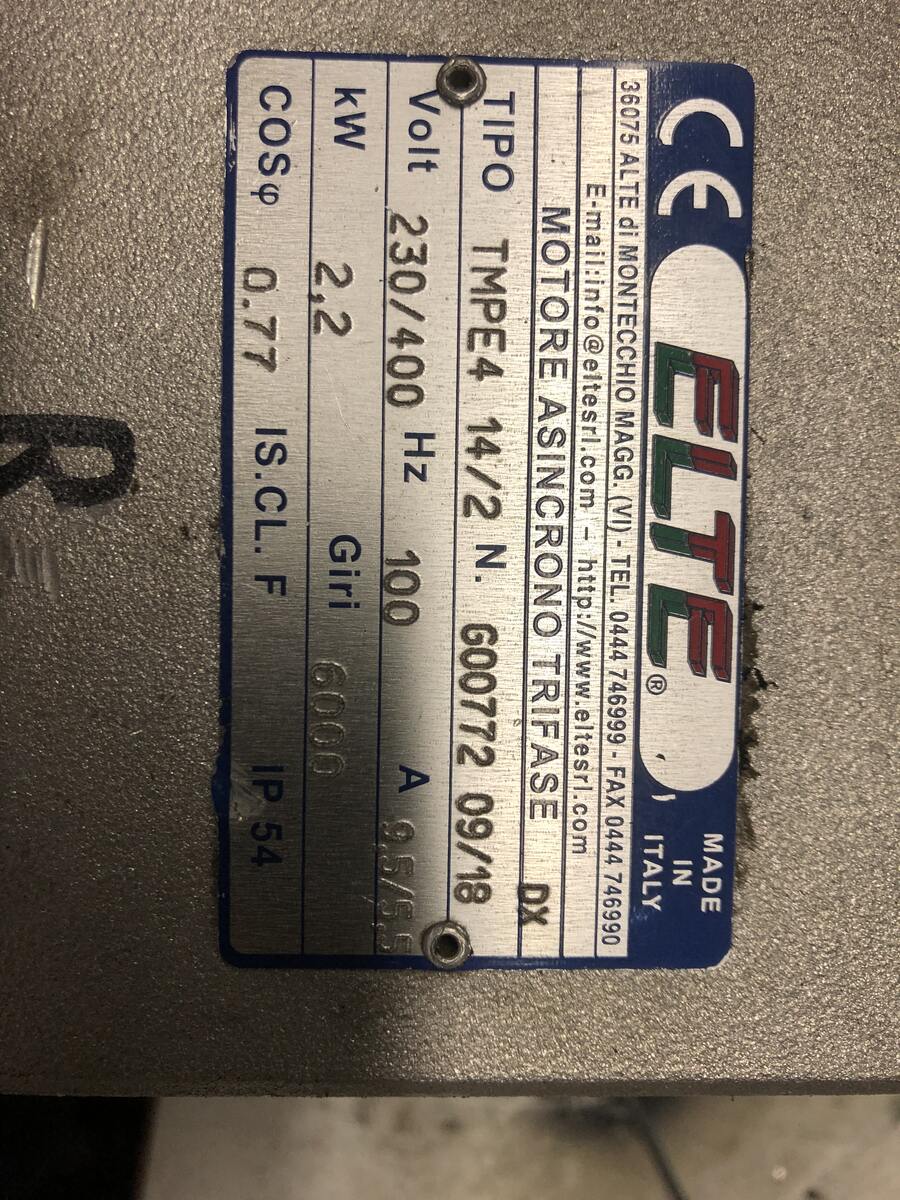 CE ELTE® MADE IN ITALY
36075 ALTE di MONTECCHIO MAGG. (VI) - TEL. 0444 746999 - FAX 0444 746990
E-mail:info@eltesrl.com - http://www.eltesrl.com
MOTORE ASINCRONO TRIFASE DX
TIPO TMPE4 14/2 N. G00772 09/18
Volt 230/400 Hz 100 A 9,5/5,5
kW 2,2 Giri 6000
COSφ 0.77 IS.CL. F IP 54
R